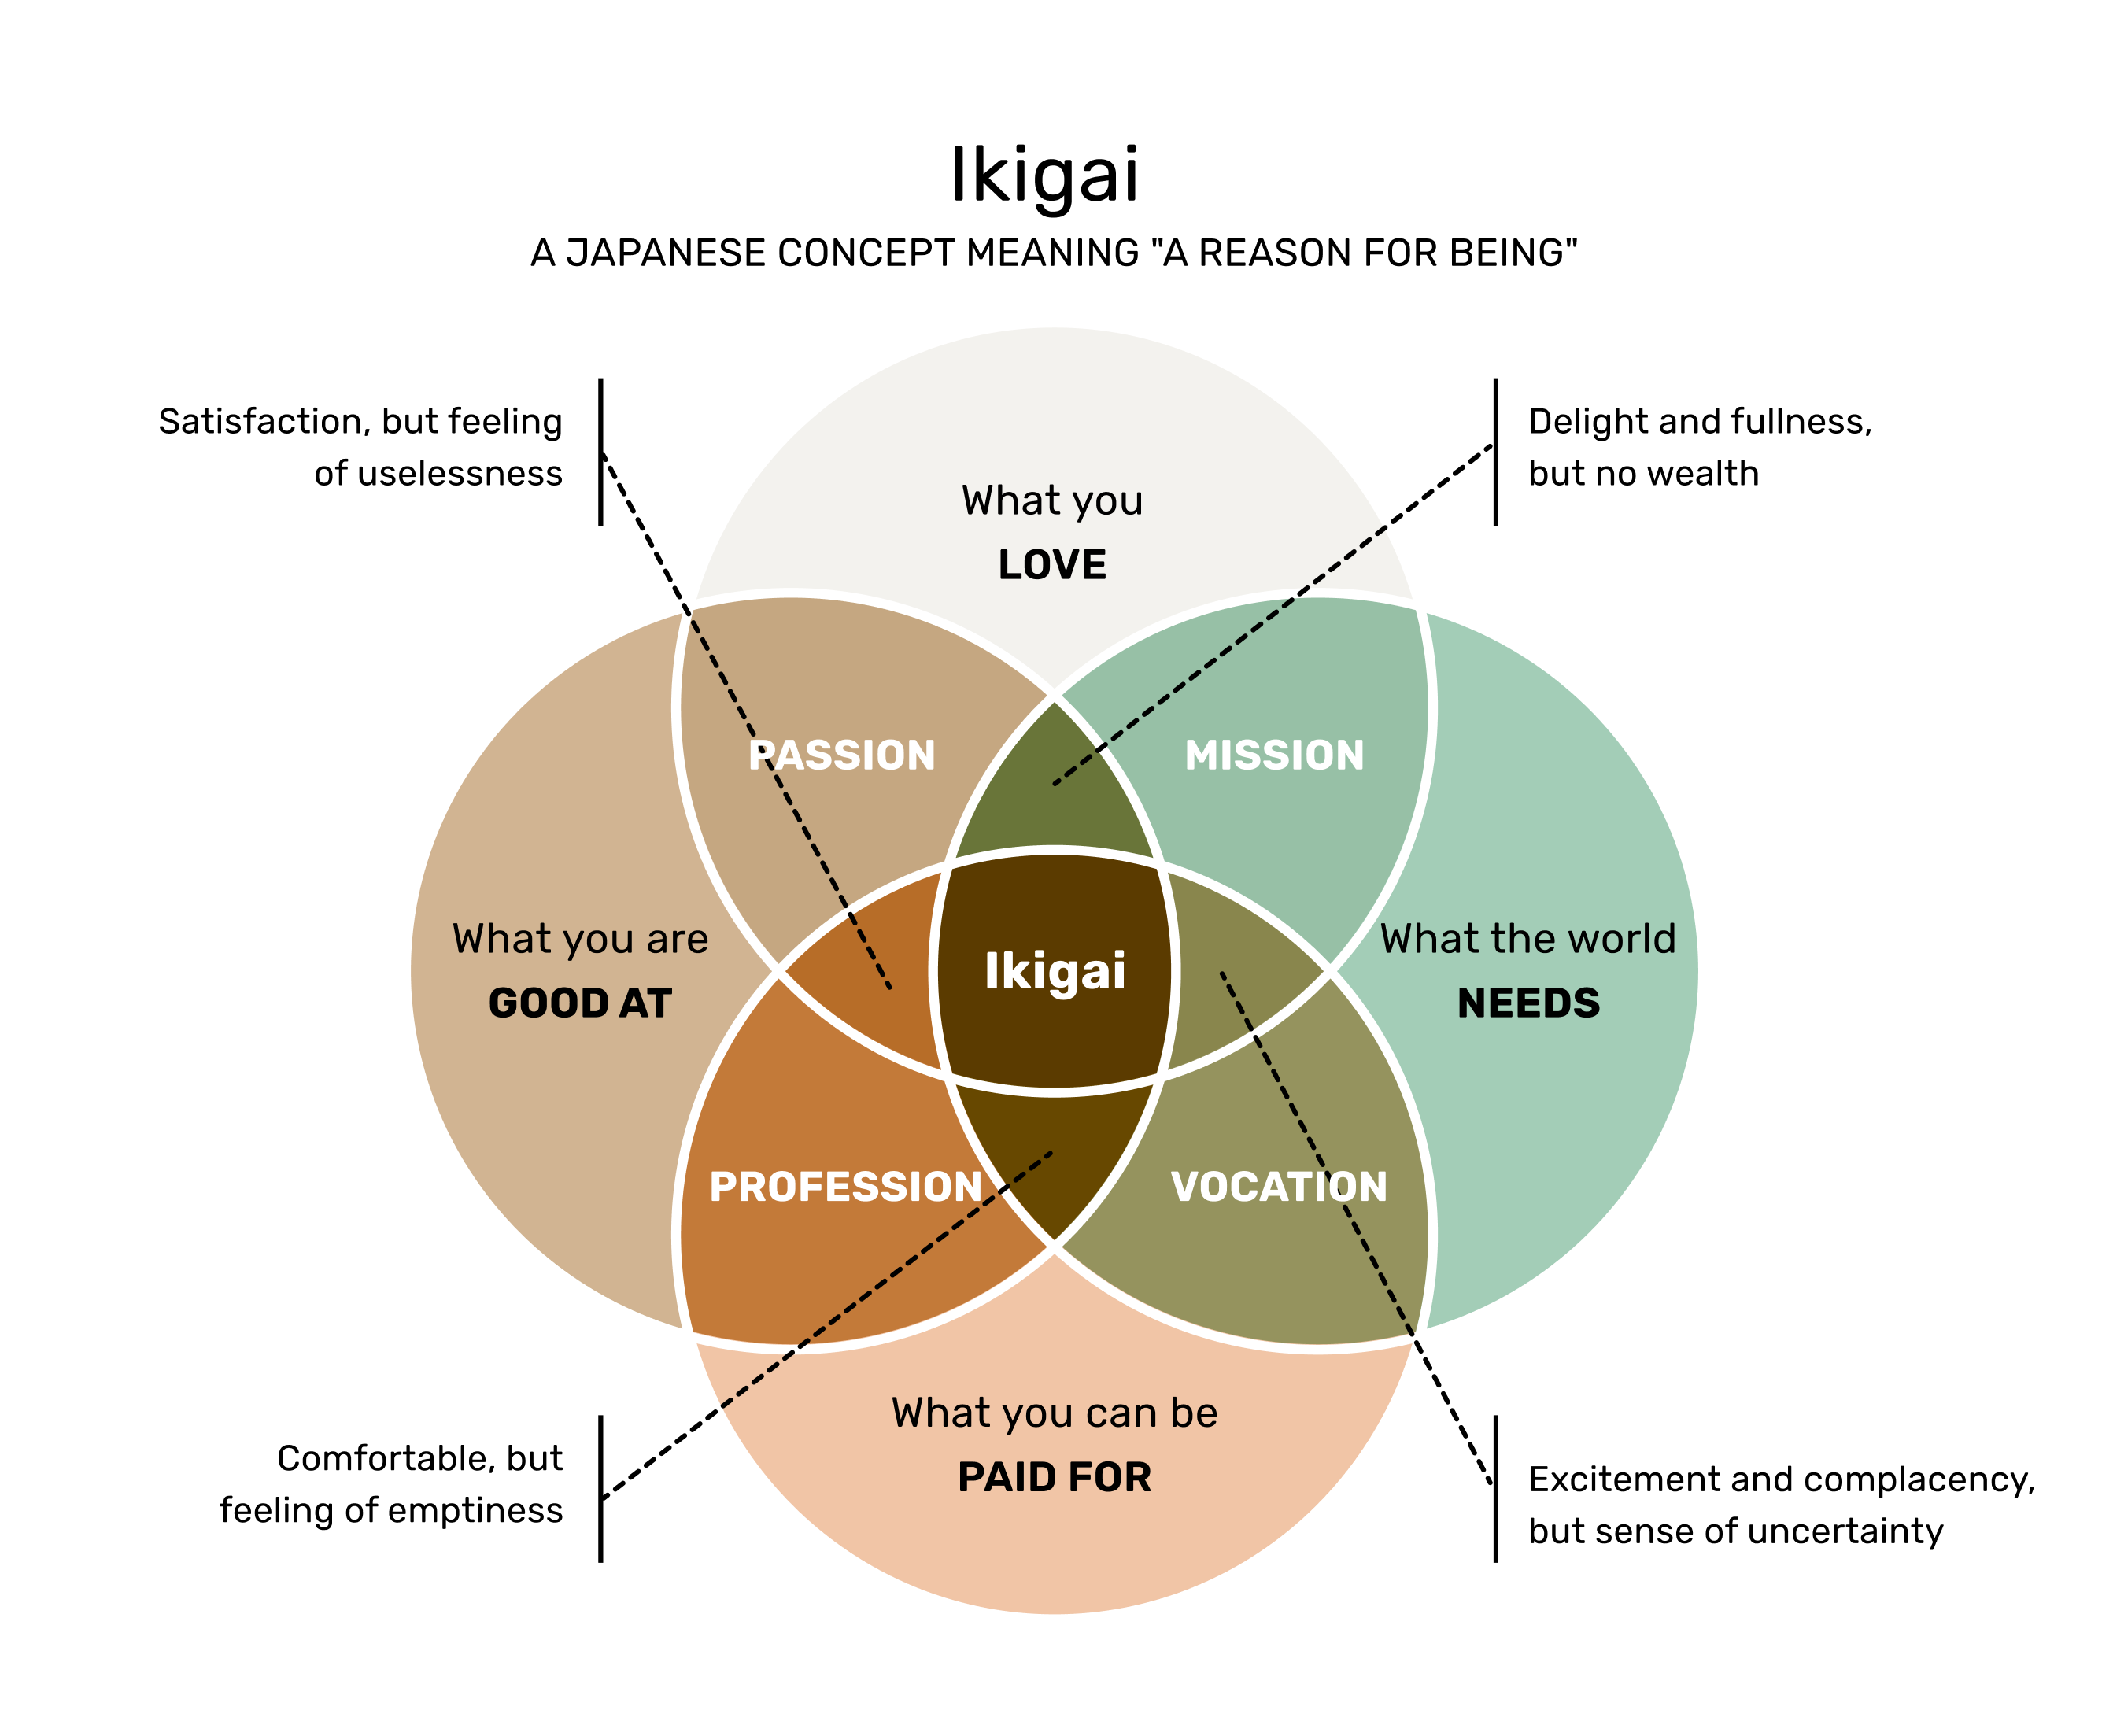 Ikigai
A JAPANESE CONCEPT MEANING "A REASON FOR BEING"
Satisfaction, but feeling
of uselessness
Delight and fullness,
but no wealth
What you
LOVE
PASSION
MISSION
What you are
GOOD AT
Ikigai
What the world
NEEDS
PROFESSION
VOCATION
What you can be
PAID FOR
Comfortable, but
feeling of emptiness
Excitement and complacency,
but sense of uncertainty